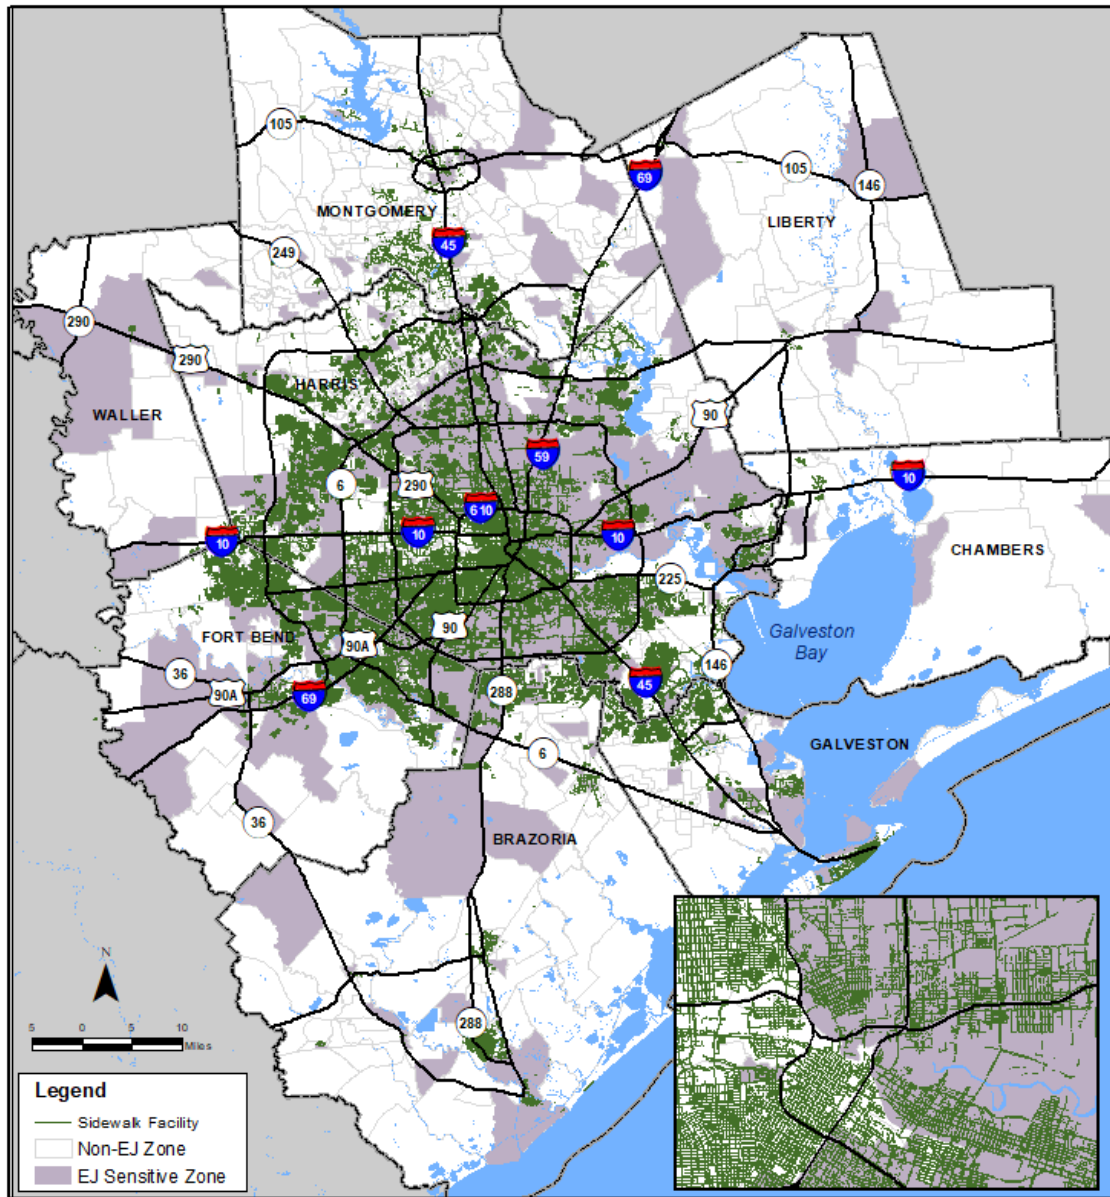 105
69
105
146
MONTGOMERY
LIBERTY
45
249
290
290
HARRIS
WALLER
90
59
6
290
10
610
10
10
10
CHAMBERS
225
Galveston
Bay
90
FORT BEND
90A
36
146
90A
69
288
45
6
GALVESTON
36
BRAZORIA
N
288
5 0 5 10
Miles
Legend
Sidewalk Facility
Non-EJ Zone
EJ Sensitive Zone